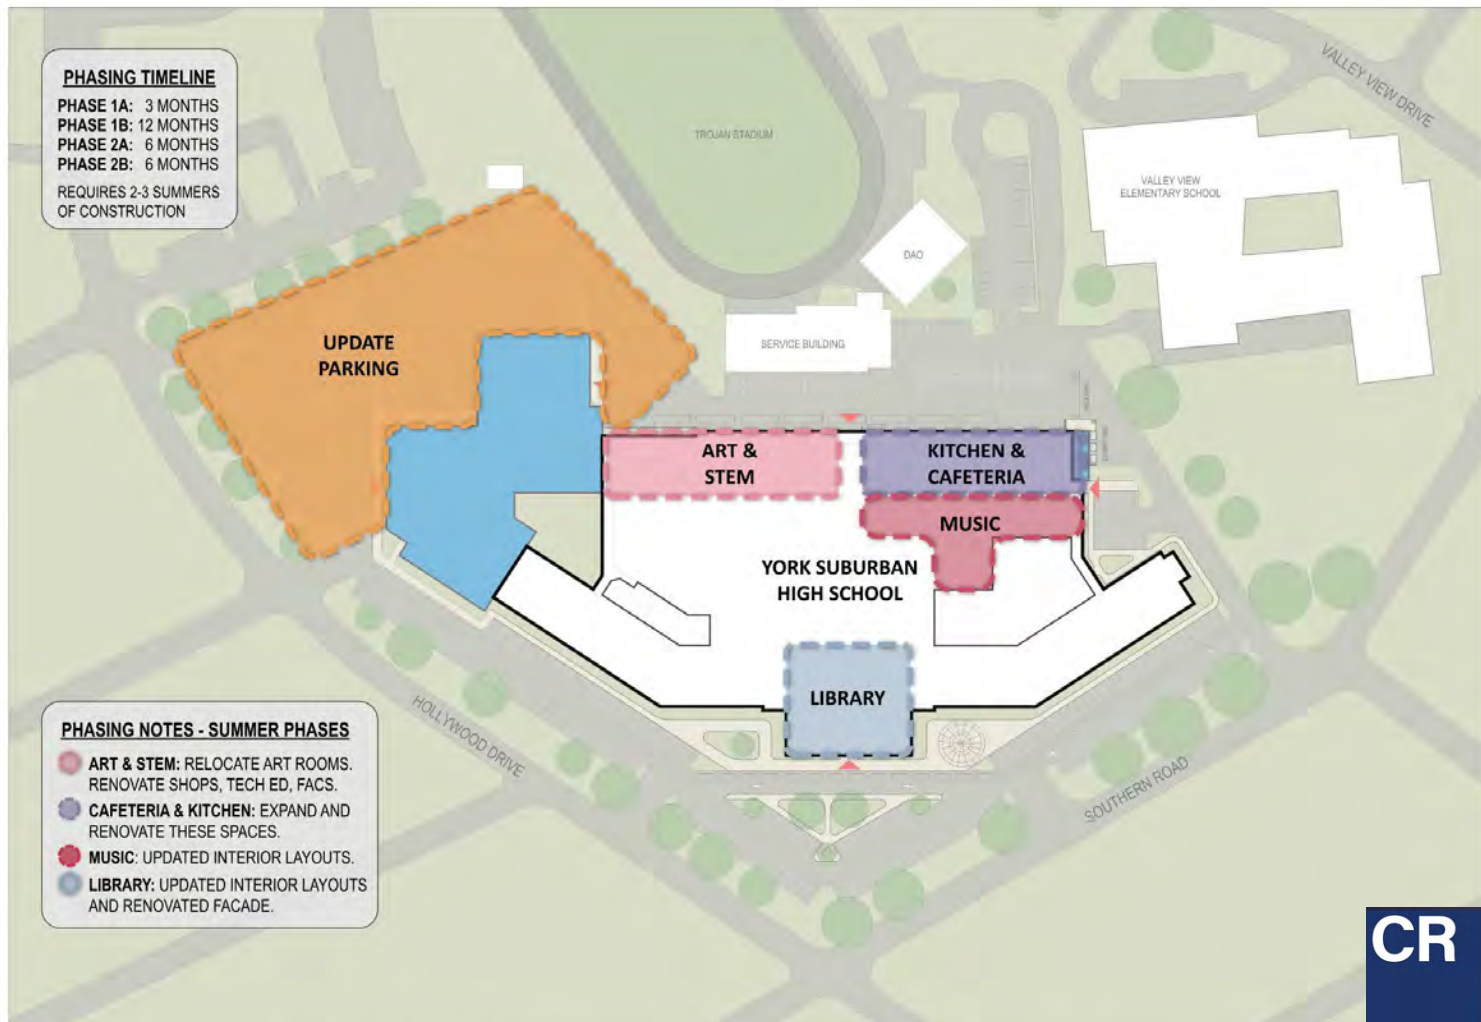 PHASING TIMELINE
PHASE 1A: 3 MONTHS
PHASE 1B: 12 MONTHS
PHASE 2A: 6 MONTHS
PHASE 2B: 6 MONTHS
REQUIRES 2-3 SUMMERS
OF CONSTRUCTION
TROJAN STADIUM
VALLEY VIEW DRIVE
VALLEY VIEW
ELEMENTARY SCHOOL
DAO
SERVICE BUILDING
UPDATE
PARKING
ART &
STEM
KITCHEN &
CAFETERIA
MUSIC
YORK SUBURBAN
HIGH SCHOOL
LIBRARY
HOLLYWOOD DRIVE
SOUTHERN ROAD
PHASING NOTES - SUMMER PHASES
ART & STEM: RELOCATE ART ROOMS.
RENOVATE SHOPS, TECH ED, FACS.
CAFETERIA & KITCHEN: EXPAND AND
RENOVATE THESE SPACES.
MUSIC: UPDATED INTERIOR LAYOUTS.
LIBRARY: UPDATED INTERIOR LAYOUTS
AND RENOVATED FACADE.
CR